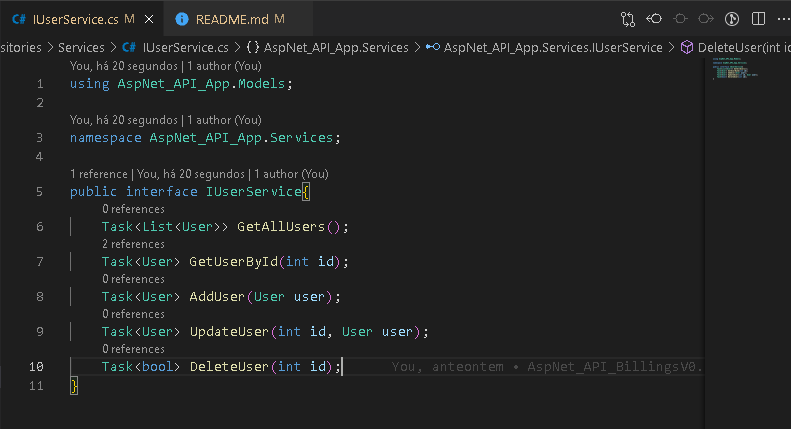 C# IUserService.cs M
README.md M
sitories > Services > C# IUserService.cs > {} AspNet_API_App.Services > AspNet_API_App.Services.IUserService > DeleteUser(int id
You, há 20 segundos | 1 author (You)
1 using AspNet_API_App.Models;
2
You, há 20 segundos | 1 author (You)
3 namespace AspNet_API_App.Services;
4
1 reference | You, há 20 segundos | 1 author (You)
5 public interface IUserService{
0 references
6 Task<List<User>> GetAllUsers();
2 references
7 Task<User> GetUserById(int id);
0 references
8 Task<User> AddUser(User user);
0 references
9 Task<User> UpdateUser(int id, User user);
0 references
10 Task<bool> DeleteUser(int id); You, anteontem • AspNet_API_BillingsV0.
11 }